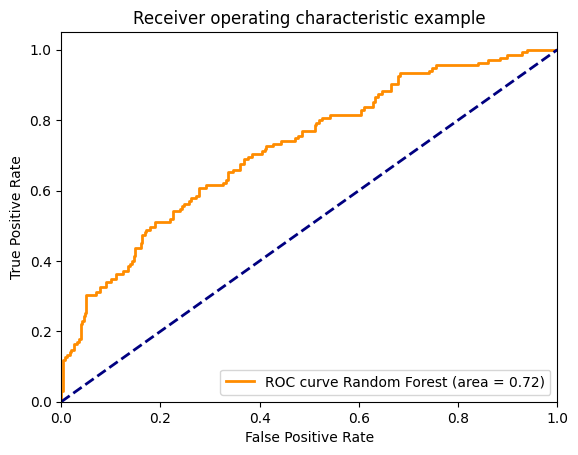 Receiver operating characteristic example
True Positive Rate
1.0
0.8
0.6
0.4
0.2
0.0
ROC curve Random Forest (area = 0.72)
0.0 0.2 0.4 0.6 0.8 1.0
False Positive Rate